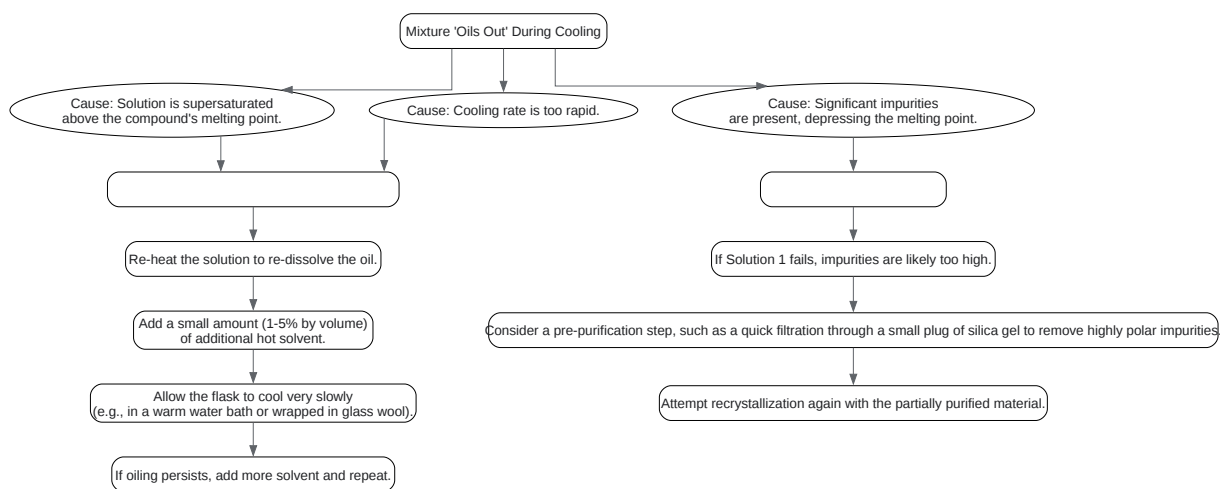 Mixture 'Oils Out' During Cooling
Cause: Solution is supersaturated
above the compound's melting point.
Cause: Cooling rate is too rapid.
Cause: Significant impurities
are present, depressing the melting point.
Re-heat the solution to re-dissolve the oil.
If Solution 1 fails, impurities are likely too high.
Add a small amount (1-5% by volume)
of additional hot solvent.
Consider a pre-purification step, such as a quick filtration through a small plug of silica gel to remove highly polar impurities.
Allow the flask to cool very slowly
(e.g., in a warm water bath or wrapped in glass wool).
Attempt recrystallization again with the partially purified material.
If oiling persists, add more solvent and repeat.